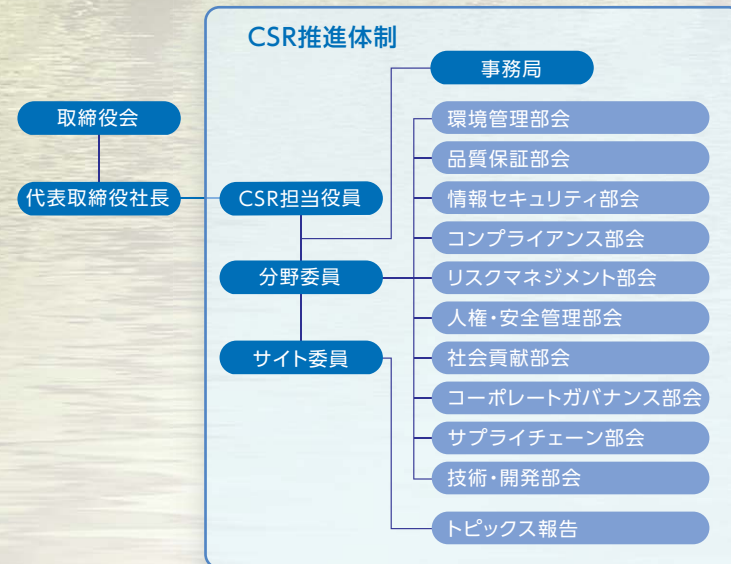 CSR推進体制
事務局
取締役会
代表取締役社長
CSR担当役員
分野委員
サイト委員
環境管理部会
品質保証部会
情報セキュリティ部会
コンプライアンス部会
リスクマネジメント部会
人権・安全管理部会
社会貢献部会
コーポレートガバナンス部会
サプライチェーン部会
技術・開発部会
トピックス報告